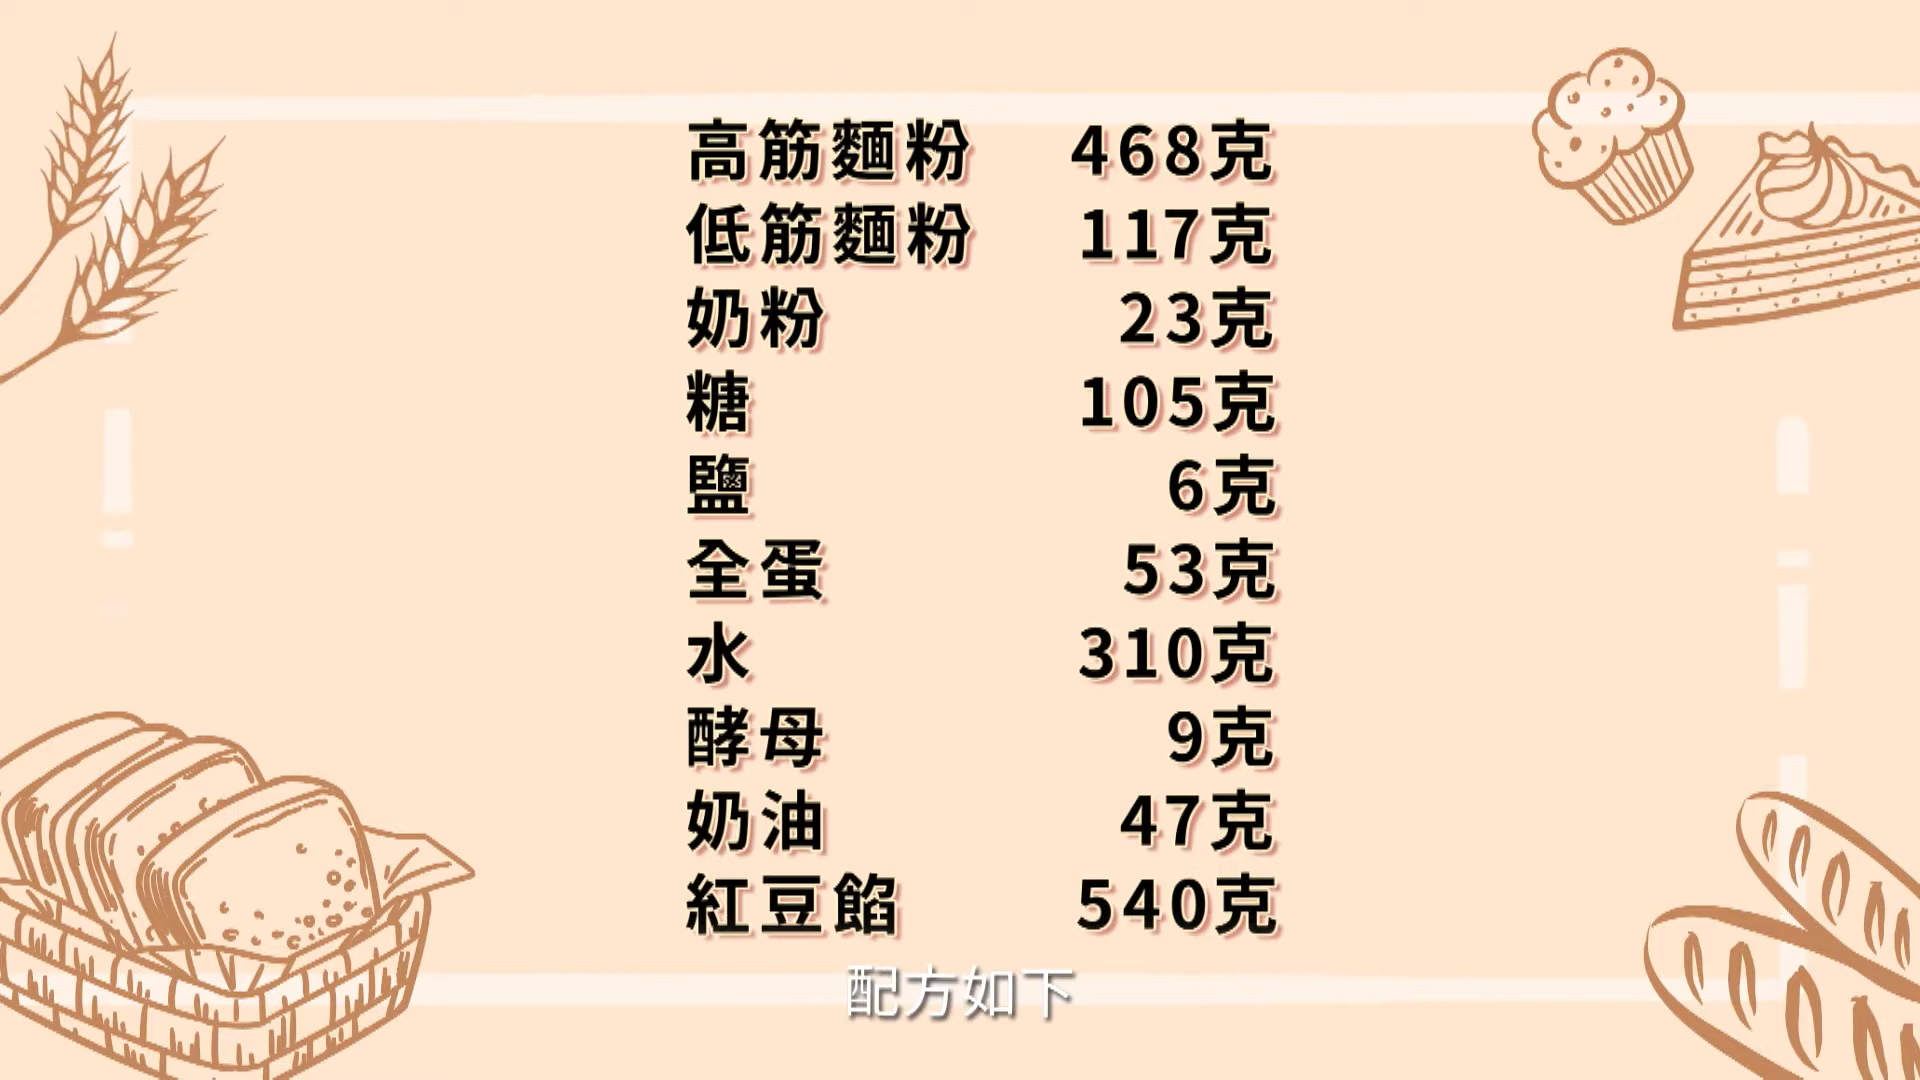 高筋麵粉 468克
低筋麵粉 117克
奶粉 23克
糖 105克
鹽 6克
全蛋 53克
水 310克
酵母 9克
奶油 47克
紅豆餡 540克
配方如下